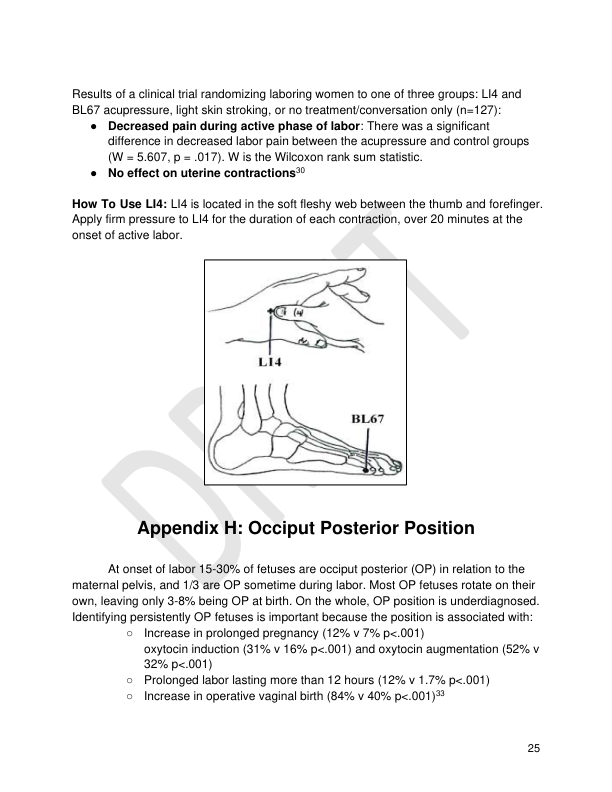 Results of a clinical trial randomizing laboring women to one of three groups: LI4 and
BL67 acupressure, light skin stroking, or no treatment/conversation only (n=127):
● Decreased pain during active phase of labor: There was a significant
difference in decreased labor pain between the acupressure and control groups
(W = 5.607, p = .017). W is the Wilcoxon rank sum statistic.
● No effect on uterine contractions30
How To Use LI4: LI4 is located in the soft fleshy web between the thumb and forefinger.
Apply firm pressure to LI4 for the duration of each contraction, over 20 minutes at the
onset of active labor.
LI4
BL67
DRAFT
Appendix H: Occiput Posterior Position
At onset of labor 15-30% of fetuses are occiput posterior (OP) in relation to the
maternal pelvis, and 1/3 are OP sometime during labor. Most OP fetuses rotate on their
own, leaving only 3-8% being OP at birth. On the whole, OP position is underdiagnosed.
Identifying persistently OP fetuses is important because the position is associated with:
○ Increase in prolonged pregnancy (12% v 7% p<.001)
oxytocin induction (31% v 16% p<.001) and oxytocin augmentation (52% v
32% p<.001)
○ Prolonged labor lasting more than 12 hours (12% v 1.7% p<.001)
○ Increase in operative vaginal birth (84% v 40% p<.001)33
25